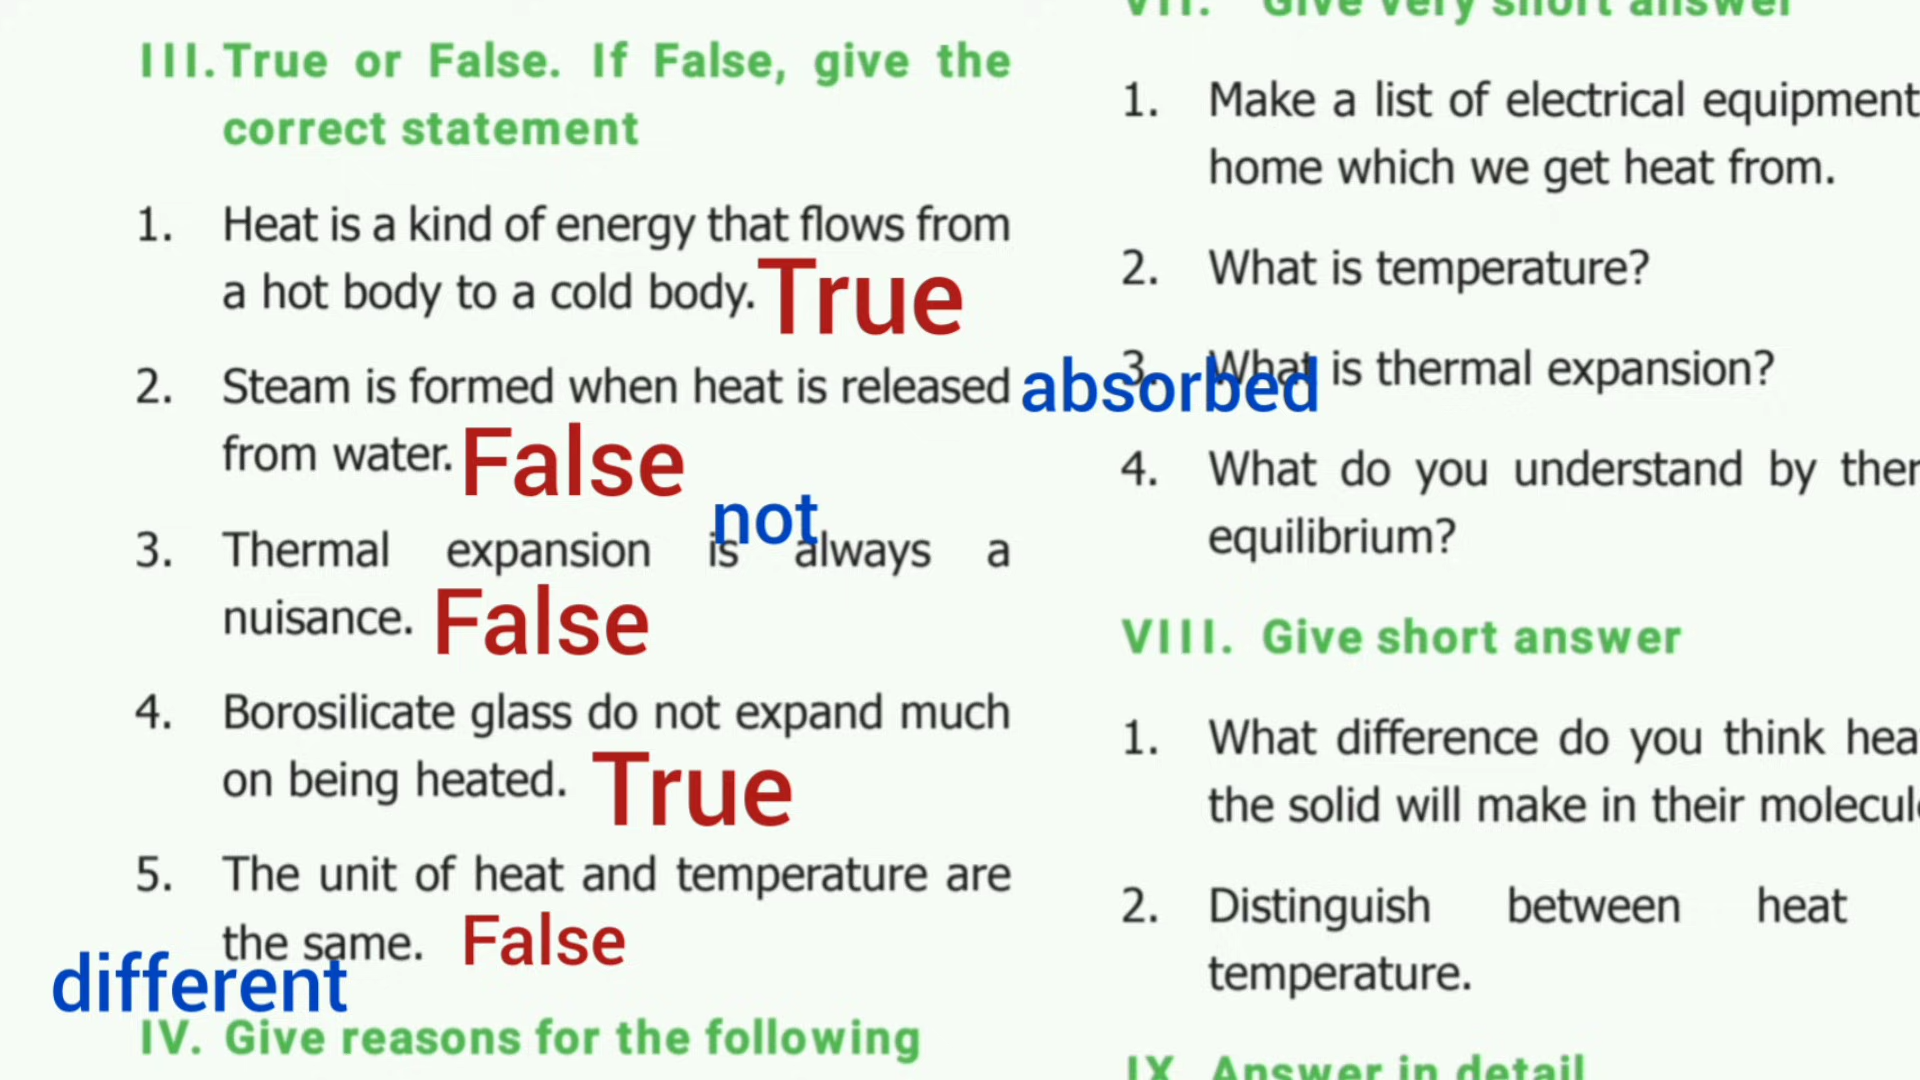 III. True or False. If False, give the
correct statement
1. Heat is a kind of energy that flows from
a hot body to a cold body. True
2. Steam is formed when heat is released absorbed
from water. False
not
3. Thermal expansion is always a
nuisance. False
4. Borosilicate glass do not expand much
on being heated. True
5. The unit of heat and temperature are
the same. False
different
IV. Give reasons for the following
VII. Give very short answer
1. Make a list of electrical equipment
home which we get heat from.
2. What is temperature?
3. What is thermal expansion?
4. What do you understand by ther
equilibrium?
VIII. Give short answer
1. What difference do you think hea
the solid will make in their molecul
2. Distinguish between heat
temperature.
IX. Answer in detail